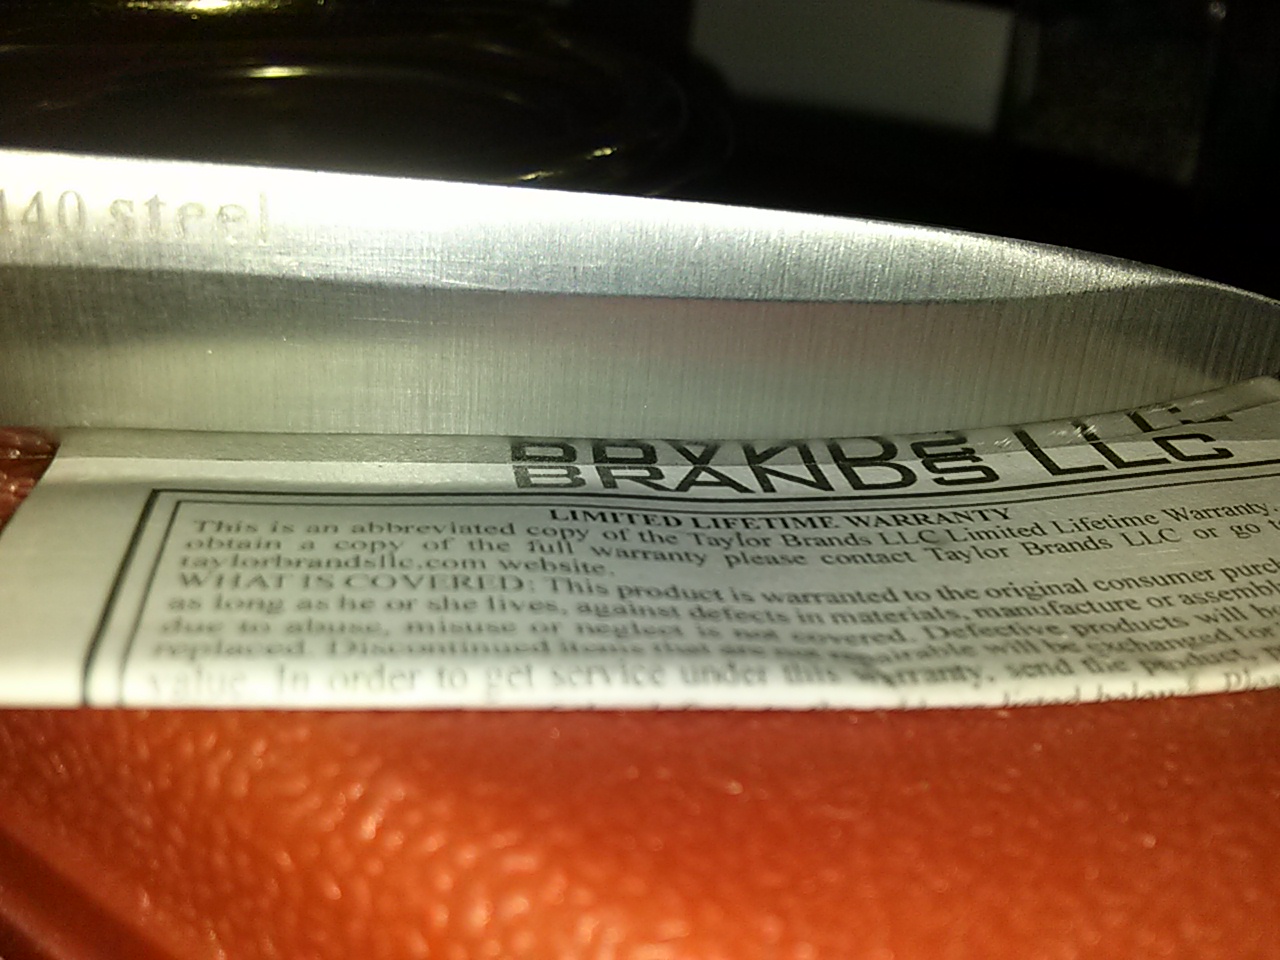 440 steel
BRANDS LLC
LIMITED LIFETIME WARRANTY
This is an abbreviated copy of the Taylor Brands LLC Limited Lifetime Warranty.
obtain a copy of the full warranty please contact Taylor Brands LLC or go to
taylorbrandsllc.com website.
WHAT IS COVERED: This product is warranted to the original consumer purch
as long as he or she lives, against defects in materials, manufacture or assembl
due to abuse, misuse or neglect is not covered. Defective products will be
replaced. Discontinued items that are not repairable will be exchanged for
value. In order to get service under this warranty, send the product,
listed below